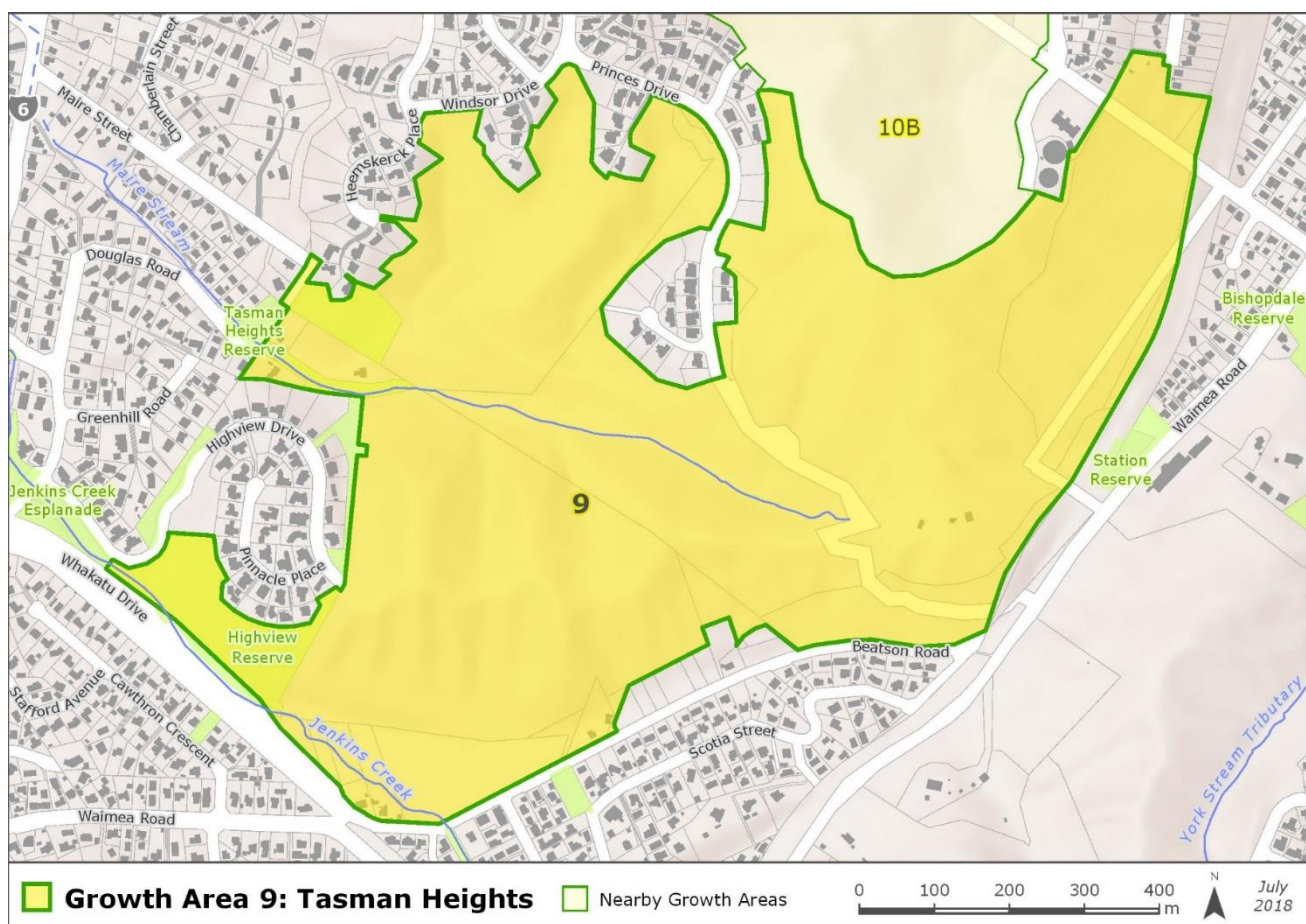 Chamberlain Street
Princes Drive
Windsor Drive
6
Maire Street
10B
Heemskerck Place
Maire Stream
Douglas Road
Tasman
Heights
Reserve
Bishopdale
Reserve
Waimea Road
Greenhill Road
Highview Drive
Station
Reserve
Jenkins Creek
Esplanade
9
Pinnacle Place
Whakatu Drive
Highview
Reserve
Beatson Road
Stafford Avenue
Cawthron Crescent
Jenkins Creek
Scotia Street
York Stream Tributary
Waimea Road
Growth Area 9: Tasman Heights
Nearby Growth Areas
0 100 200 300 400
m
N
July
2018